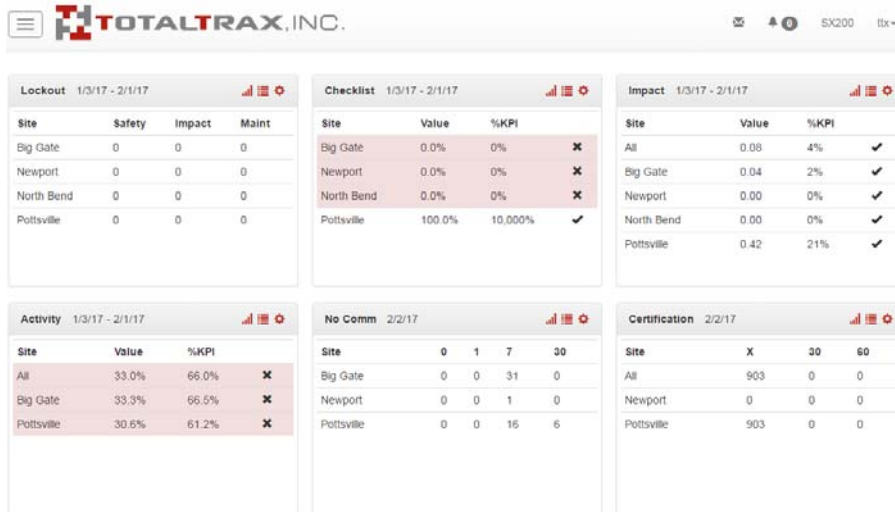 TOTALTRAX, INC.
0 SX200 ttx
Lockout 1/3/17 - 2/1/17
Site Safety Impact Maint
Big Gate 0 0 0
Newport 0 0 0
North Bend 0 0 0
Pottsville 0 0 0
Checklist 1/3/17 - 2/1/17
Site Value %KPI
Big Gate 0.0% 0%
Newport 0.0% 0%
North Bend 0.0% 0%
Pottsville 100.0% 10,000%
Impact 1/3/17 - 2/1/17
Site Value %KPI
All 0.08 4%
Big Gate 0.04 2%
Newport 0.00 0%
North Bend 0.00 0%
Pottsville 0.42 21%
Activity 1/3/17 - 2/1/17
Site Value %KPI
All 33.0% 66.0%
Big Gate 33.3% 66.5%
Pottsville 30.6% 61.2%
No Comm 2/2/17
Site 0 1 7 30
Big Gate 0 0 31 0
Newport 0 0 1 0
Pottsville 0 0 16 6
Certification 2/2/17
Site X 30 60
All 903 0 0
Newport 0 0 0
Pottsville 903 0 0